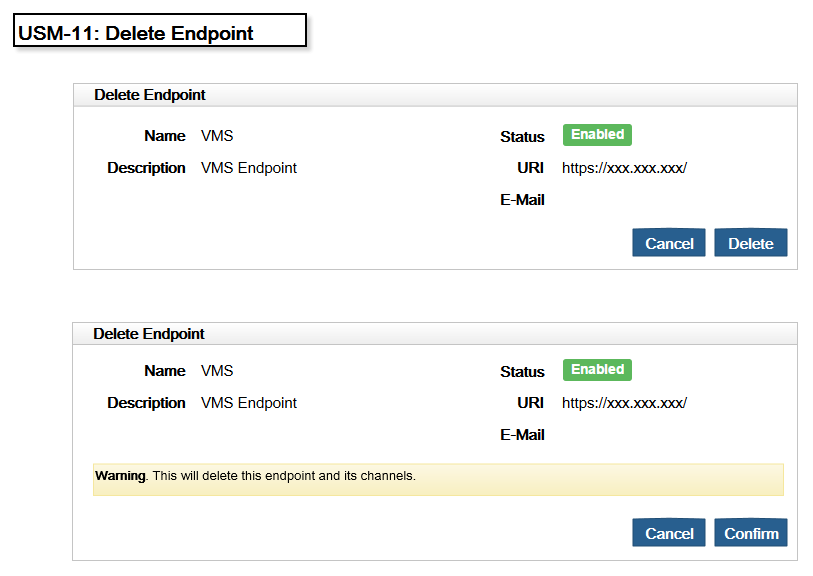 USM-11: Delete Endpoint
Delete Endpoint
Name VMS Status Enabled
Description VMS Endpoint URI https://xxx.xxx.xxx/
E-Mail
Cancel Delete
Delete Endpoint
Name VMS Status Enabled
Description VMS Endpoint URI https://xxx.xxx.xxx/
E-Mail
Warning. This will delete this endpoint and its channels.
Cancel Confirm